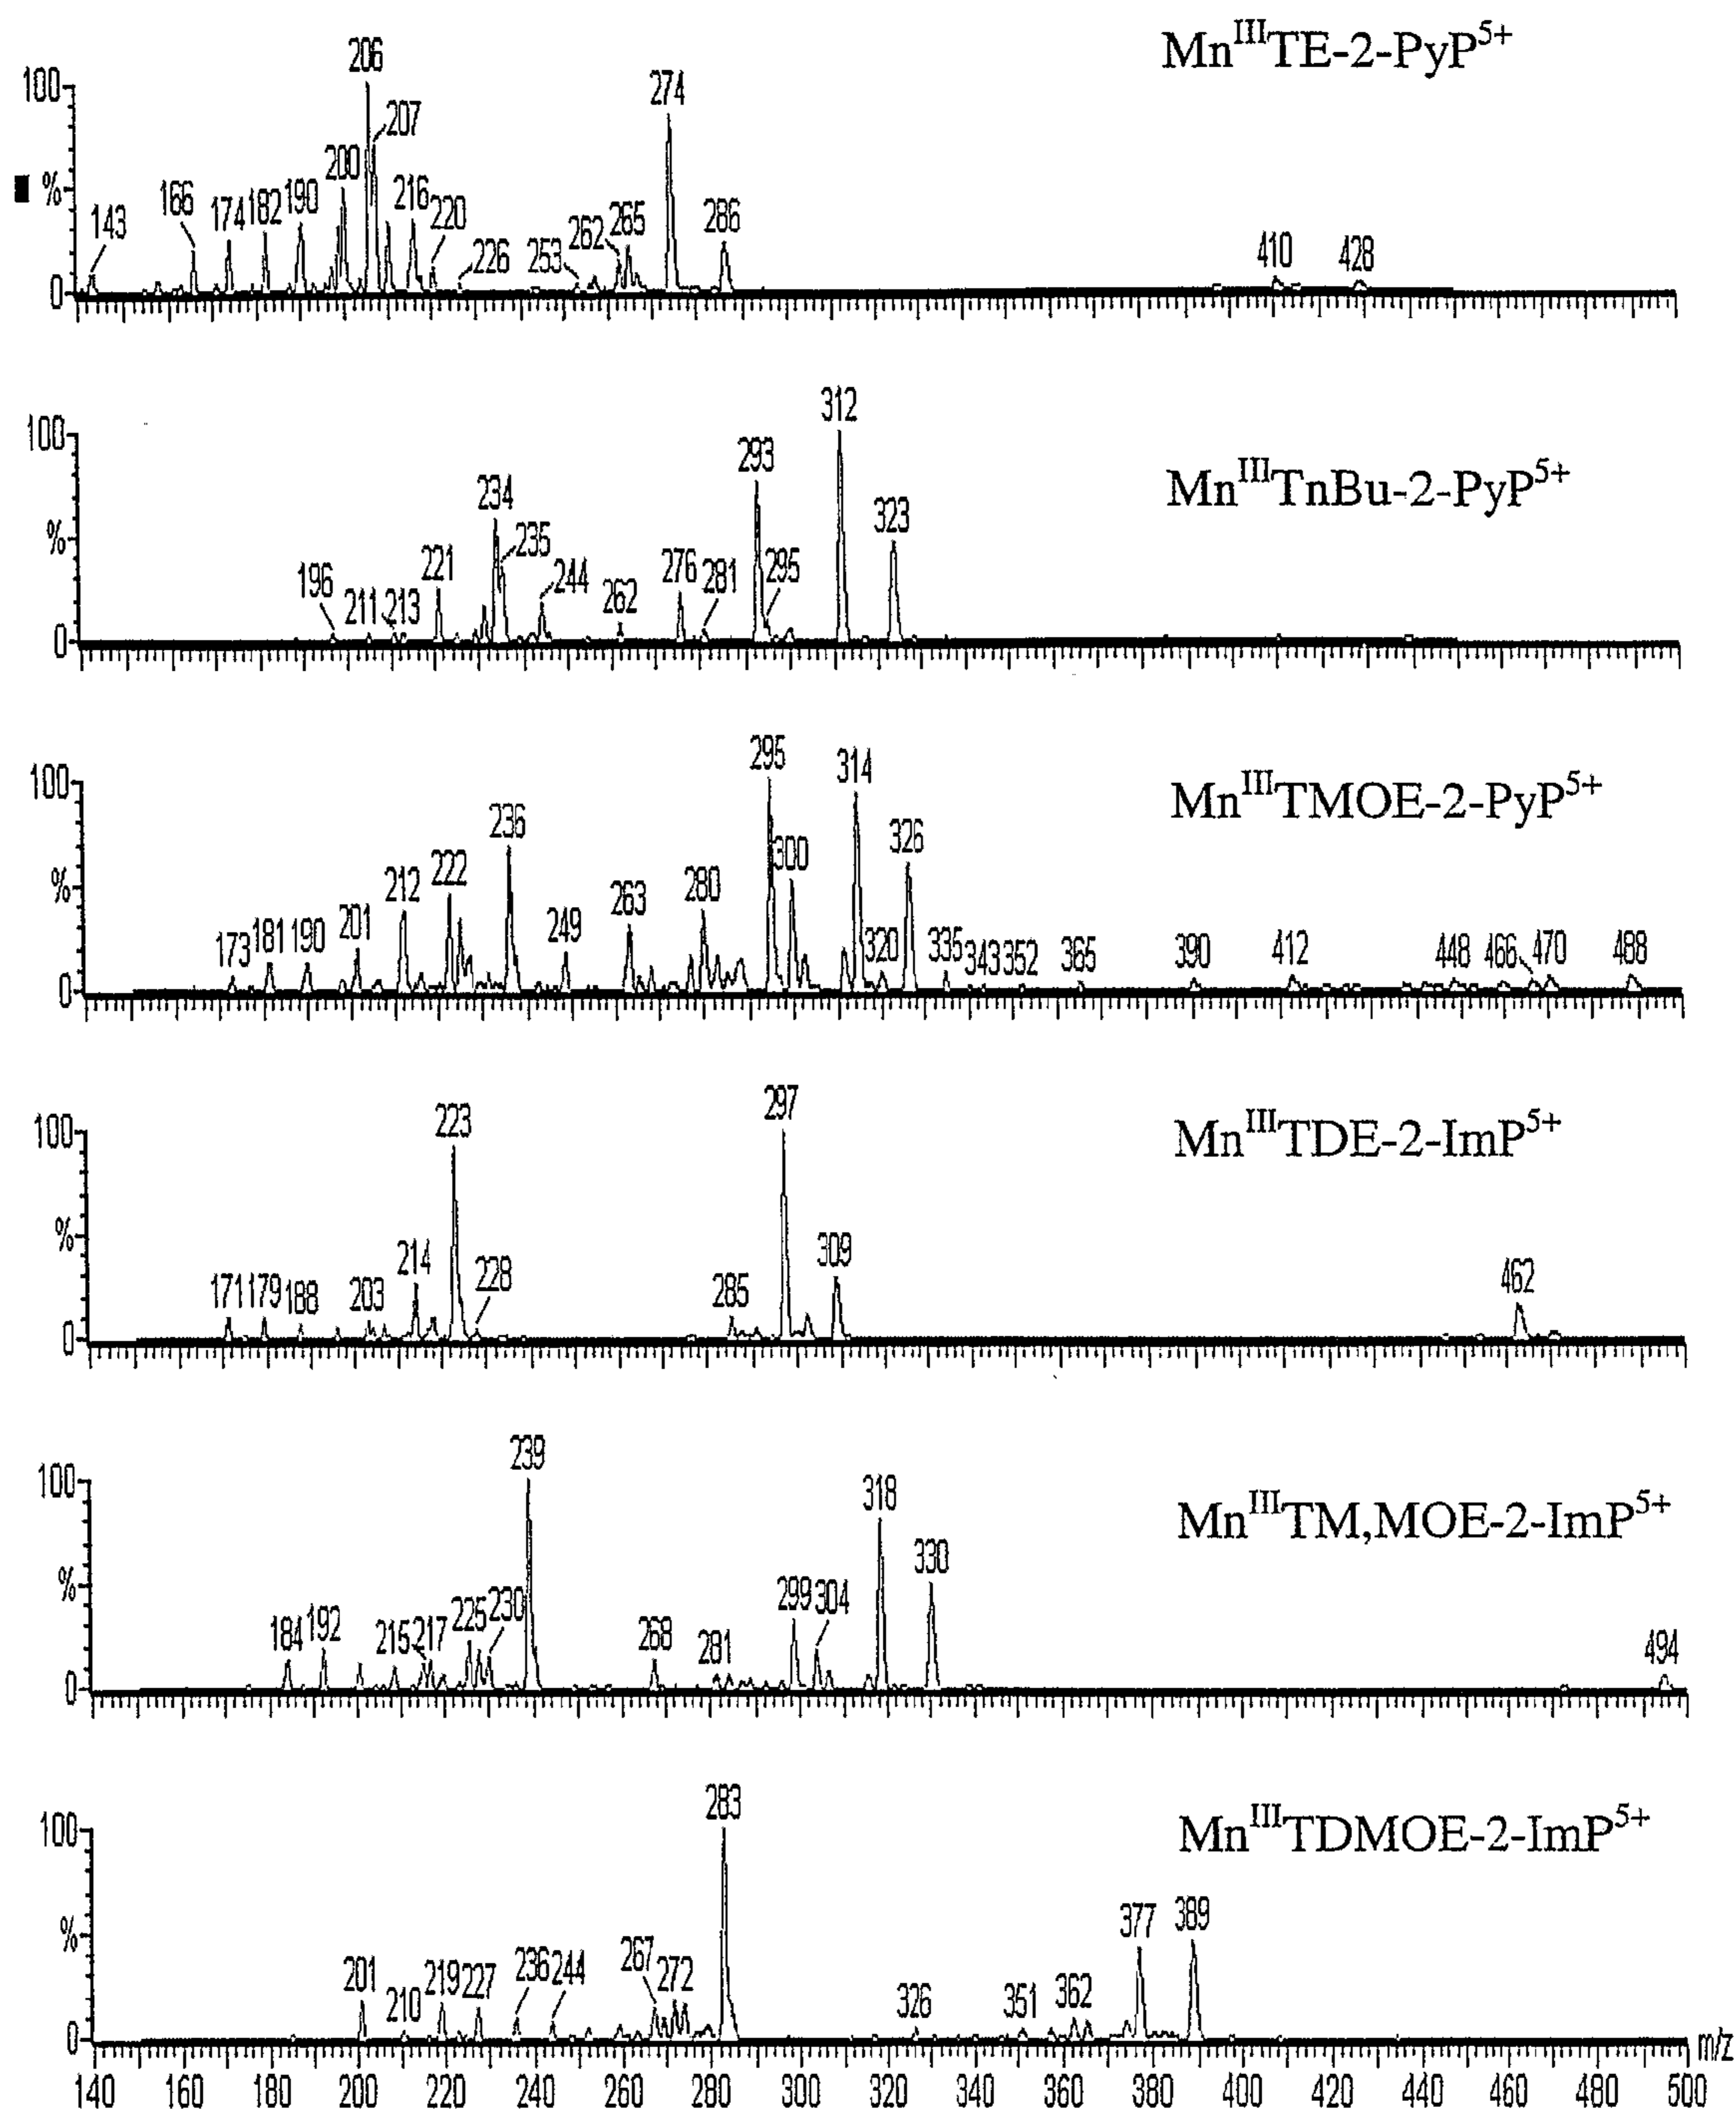 Mn^III TE-2-PyP^5+
100 206 207 274
% 166 174 182 190 200 216 220 262 265 286
143 226 253 410 428
0
Mn^III TnBu-2-PyP^5+
100 312
293
% 234 235 323
196 211 213 221 244 262 276 281 295
0
Mn^III TMOE-2-PyP^5+
100 295 314
236 300 326
% 212 222 280
173 181 190 201 249 263 320 335 343 352 365 390 412 448 466 470 488
0
Mn^III TDE-2-ImP^5+
100 223 297
%
171 179 188 203 214 228 285 309 462
0
Mn^III TM,MOE-2-ImP^5+
100 239 318
% 330
184 192 215 217 225 230 268 281 299 304 494
0
Mn^III TDMOE-2-ImP^5+
100 283
% 377 389
201 210 219 227 236 244 267 272 326 351 362
0 m/z
140 160 180 200 220 240 260 280 300 320 340 360 380 400 420 440 460 480 500